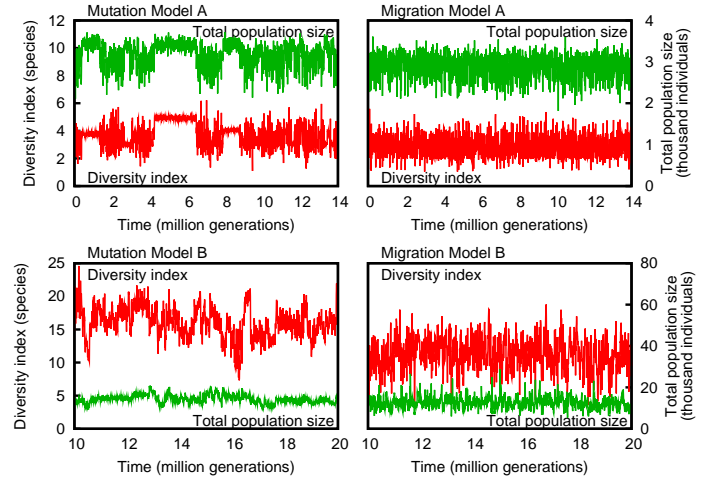 Mutation Model A
Migration Model A
12
10
8
6
4
2
0
Diversity index (species)
Total population size
Diversity index
0 2 4 6 8 10 12 14
Time (million generations)
Total population size
Diversity index
4
3
2
1
0
Total population size
(thousand individuals)
0 2 4 6 8 10 12 14
Time (million generations)
Mutation Model B
Migration Model B
25
20
15
10
5
0
Diversity index (species)
Diversity index
Total population size
10 12 14 16 18 20
Time (million generations)
Diversity index
Total population size
80
60
40
20
0
Total population size
(thousand individuals)
10 12 14 16 18 20
Time (million generations)